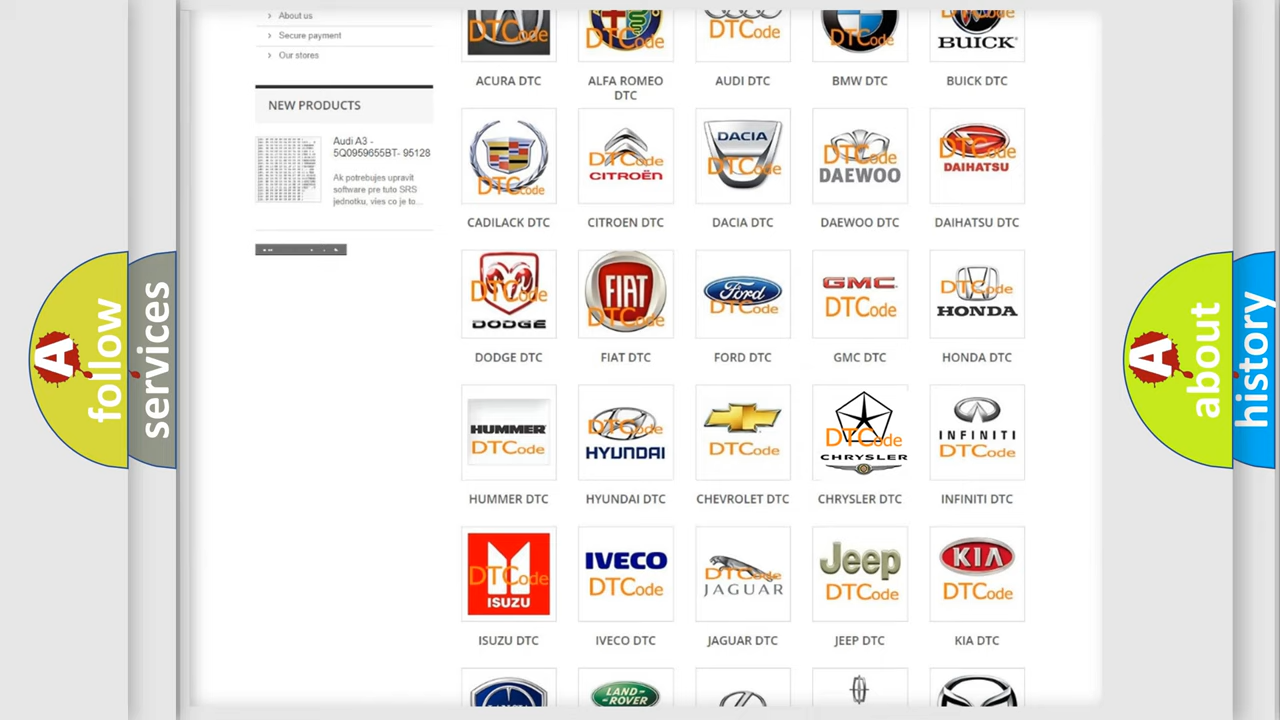 About us
Secure payment
Our stores
NEW PRODUCTS
Audi A3 -
5Q0959655BT- 95128
Ak potrebujes upravit
software pre tuto SRS
jednotku, vies co je to...
DTCode
DTCode
DTCode
DTCode
BUICK
ACURA DTC
ALFA ROMEO
DTC
AUDI DTC
BMW DTC
BUICK DTC
DTCode
DTCode
CITROËN
DACIA
DTCode
DTCode
DAEWOO
DTCode
DAIHATSU
CADILACK DTC
CITROEN DTC
DACIA DTC
DAEWOO DTC
DAIHATSU DTC
DTCode
DODGE
FIAT
DTCode
Ford
DTCode
GMC
DTCode
DTCode
HONDA
DODGE DTC
FIAT DTC
FORD DTC
GMC DTC
HONDA DTC
HUMMER
DTCode
DTCode
HYUNDAI
DTCode
DTCode
CHRYSLER
INFINITI
DTCode
HUMMER DTC
HYUNDAI DTC
CHEVROLET DTC
CHRYSLER DTC
INFINITI DTC
DTCode
ISUZU
IVECO
DTCode
DTCode
JAGUAR
Jeep
DTCode
KIA
DTCode
ISUZU DTC
IVECO DTC
JAGUAR DTC
JEEP DTC
KIA DTC
LAND-
ROVER
A
follow
services
A
about
history